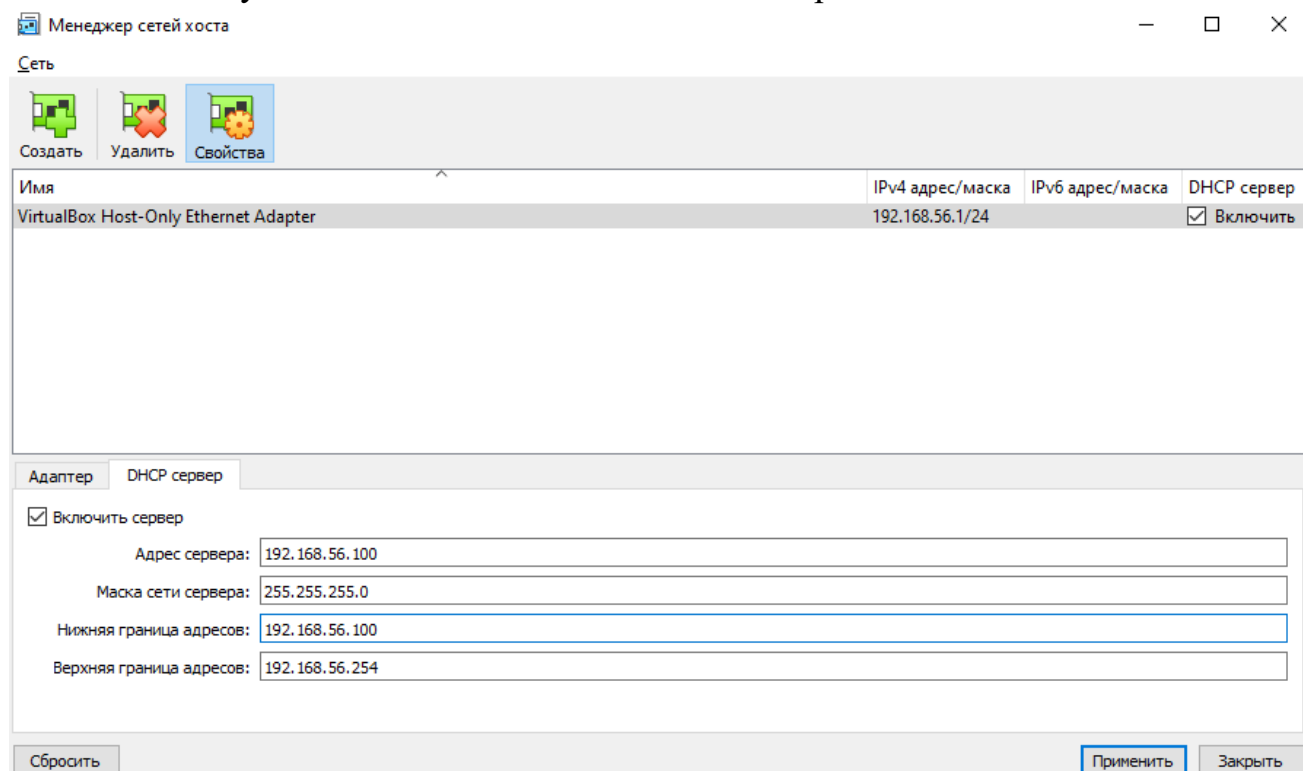 Менеджер сетей хоста
Сеть
Создать Удалить Свойства
Имя IPv4 адрес/маска IPv6 адрес/маска DHCP сервер
VirtualBox Host-Only Ethernet Adapter 192.168.56.1/24 Включить
Адаптер DHCP сервер
Включить сервер
Адрес сервера: 192.168.56.100
Маска сети сервера: 255.255.255.0
Нижняя граница адресов: 192.168.56.100
Верхняя граница адресов: 192.168.56.254
Сбросить Применить Закрыть